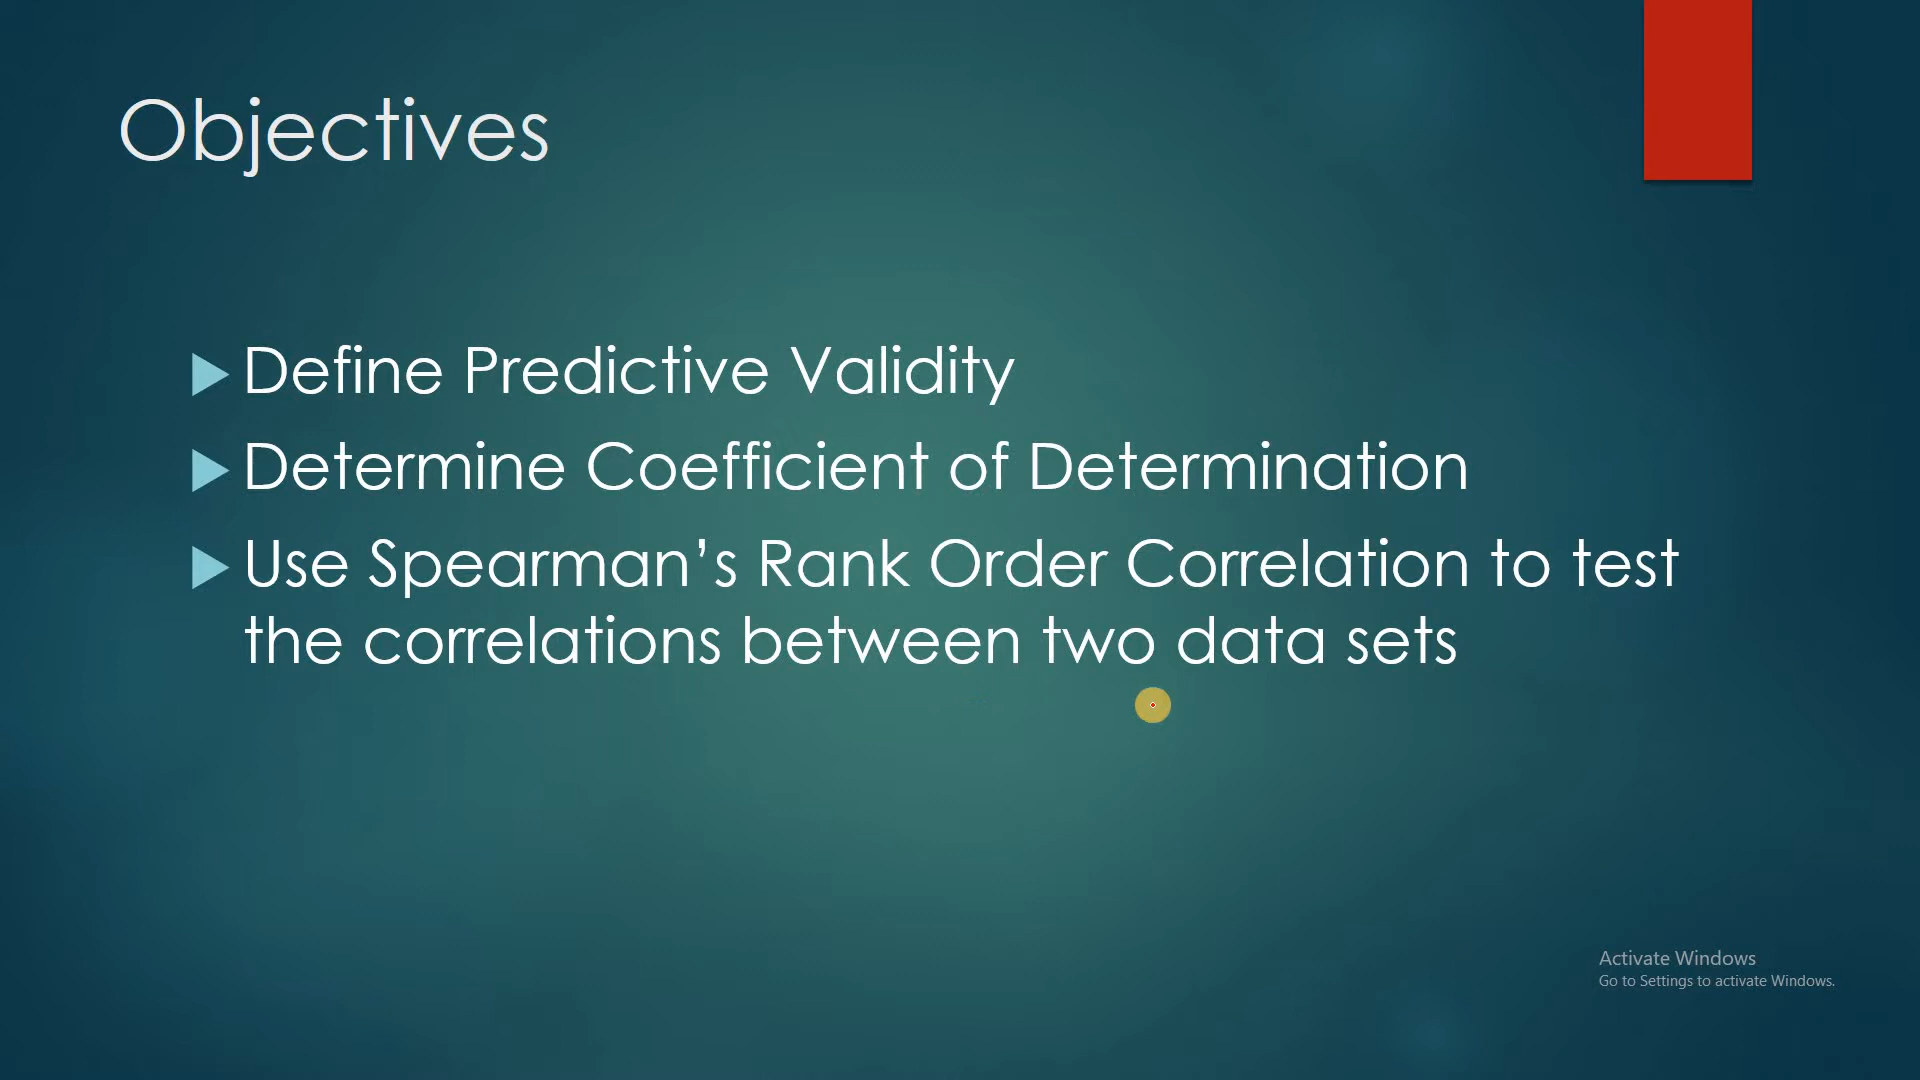 Objectives
Define Predictive Validity
Determine Coefficient of Determination
Use Spearman’s Rank Order Correlation to test
the correlations between two data sets
Activate Windows
Go to Settings to activate Windows.